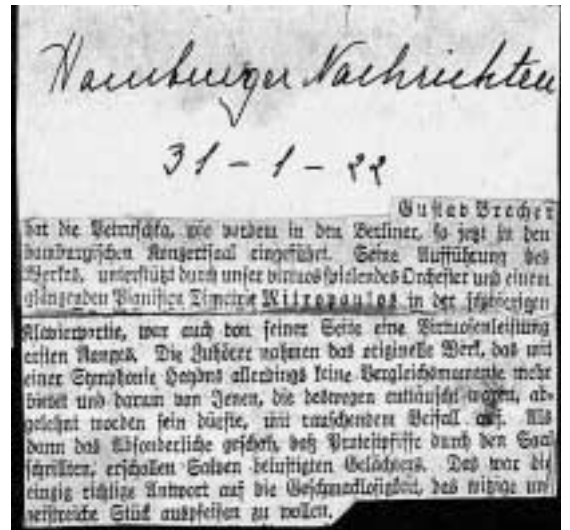 Hamburger Nachrichten
31-1-22
Gustav Brecher
hat die Petruschka, wie vordem in den Berliner, so jetzt in den
hamburgischen Konzertsaal eingeführt. Seine Aufführung des
Werkes, unterstützt durch unser virtuos spielendes Orchester und einem
glänzenden Pianisten Dimetrie Mitropoulos in der schwierigen
Klavierpartie, war auch von seiner Seite eine Virtuosenleistung
ersten Ranges. Die Zuhörer nahmen das originelle Werk, das mit
einer Symphonie Haydns allerdings keine Vergleichsmomente mehr
bietet und darum von Jenen, die deswegen enttäuscht waren, ab-
gelehnt worden sein dürfte, mit rauschendem Beifall auf. Als
dann das Absonderliche geschah, daß Protestpfiffe durch den Saal
schrillten, erschollen Salven belustigten Gelächters. Das war die
einzig richtige Antwort auf die Geschmacklosigkeit, das witzige
Stück auspfeifen zu wollen.